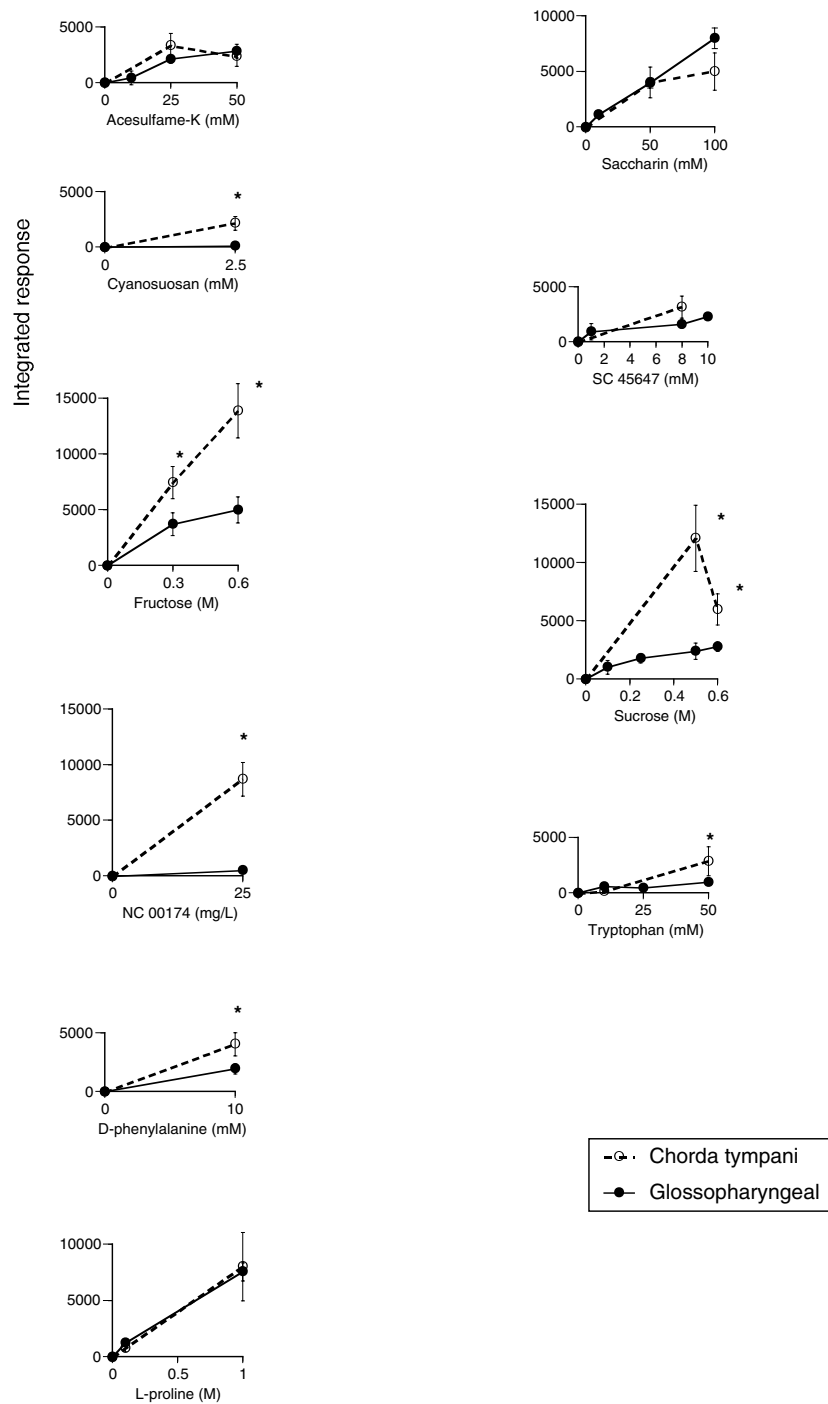 Integrated response
5000
0
0 25 50
Acesulfame-K (mM)
*
5000
0
0 2.5
Cyanosuosan (mM)
*
*
15000
10000
5000
0
0 0.3 0.6
Fructose (M)
*
15000
10000
5000
0
0 25
NC 00174 (mg/L)
*
5000
0
0 10
D-phenylalanine (mM)
10000
5000
0
0 0.5 1
L-proline (M)
10000
5000
0
0 50 100
Saccharin (mM)
5000
0
0 2 4 6 8 10
SC 45647 (mM)
15000
*
10000
*
5000
0
0 0.2 0.4 0.6
Sucrose (M)
*
5000
0
0 25 50
Tryptophan (mM)
Chorda tympani
Glossopharyngeal